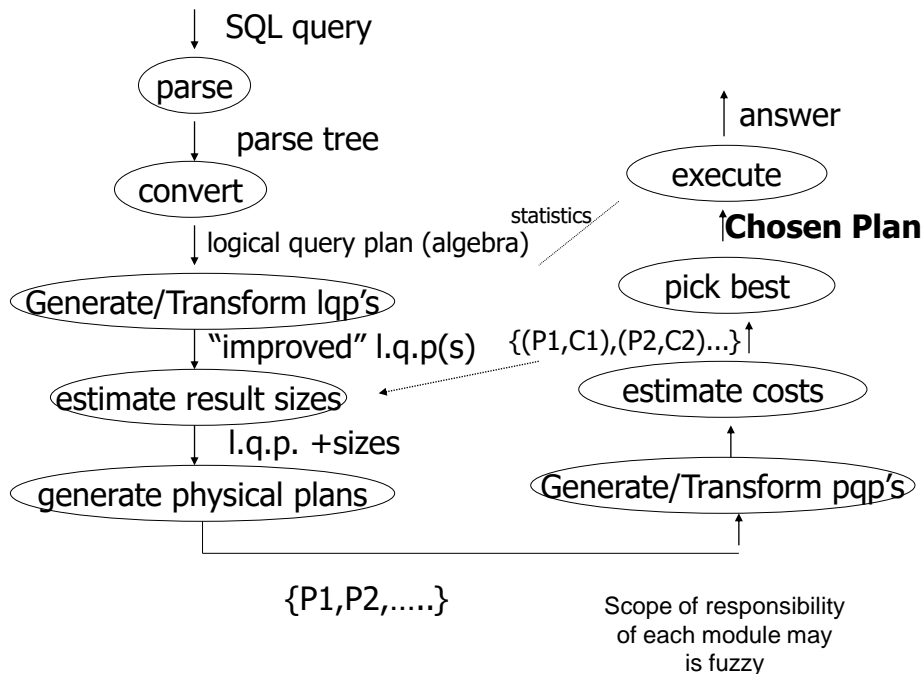 SQL query
parse
parse tree
convert
logical query plan (algebra)
Generate/Transform lqp's
“improved” l.q.p(s)
estimate result sizes
l.q.p. +sizes
generate physical plans
{P1,P2,…..}
statistics
answer
execute
Chosen Plan
pick best
{(P1,C1),(P2,C2)...}
estimate costs
Generate/Transform pqp's
Scope of responsibility
of each module may
is fuzzy